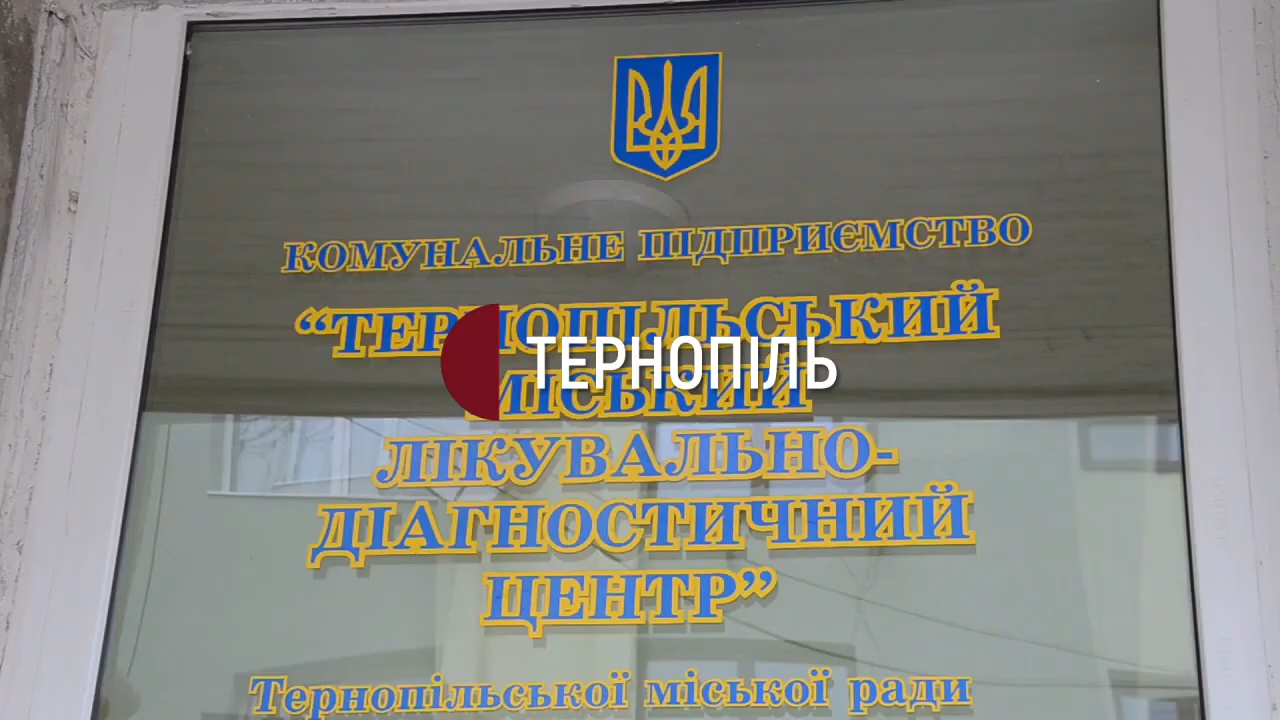 КОМУНАЛЬНЕ ПІДПРИЄМСТВО
“ТЕРНОПІЛЬСЬКИЙ
ТЕРНОПІЛЬ
МІСЬКИЙ
ЛІКУВАЛЬНО-
ДІАГНОСТИЧНИЙ
ЦЕНТР”
Тернопільської міської ради